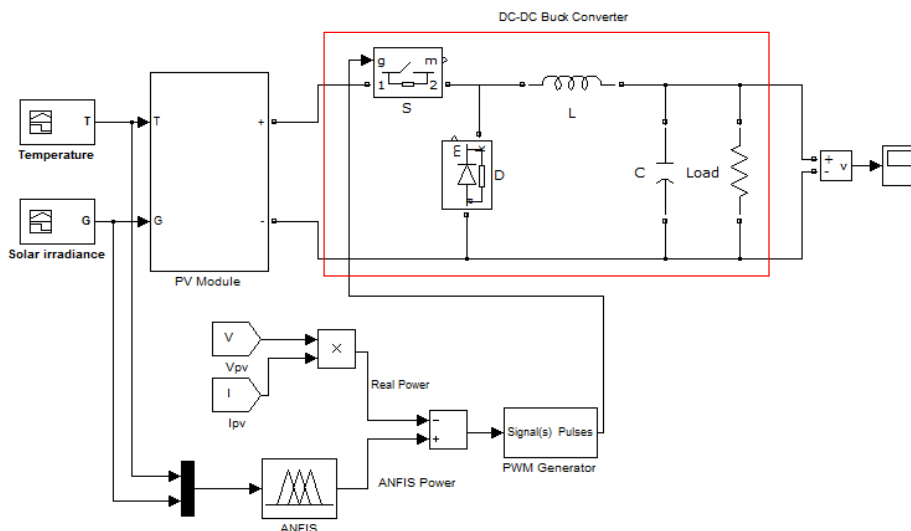 DC-DC Buck Converter
g m
1 2
S
T
T
+
Temperature
L
E
D
C
Load
+
-
v
G
G
-
Solar irradiance
PV Module
V
Vpv
×
I
Ipv
Real Power
−
+
Signal(s) Pulses
PWM Generator
ANFIS Power
ANFIS